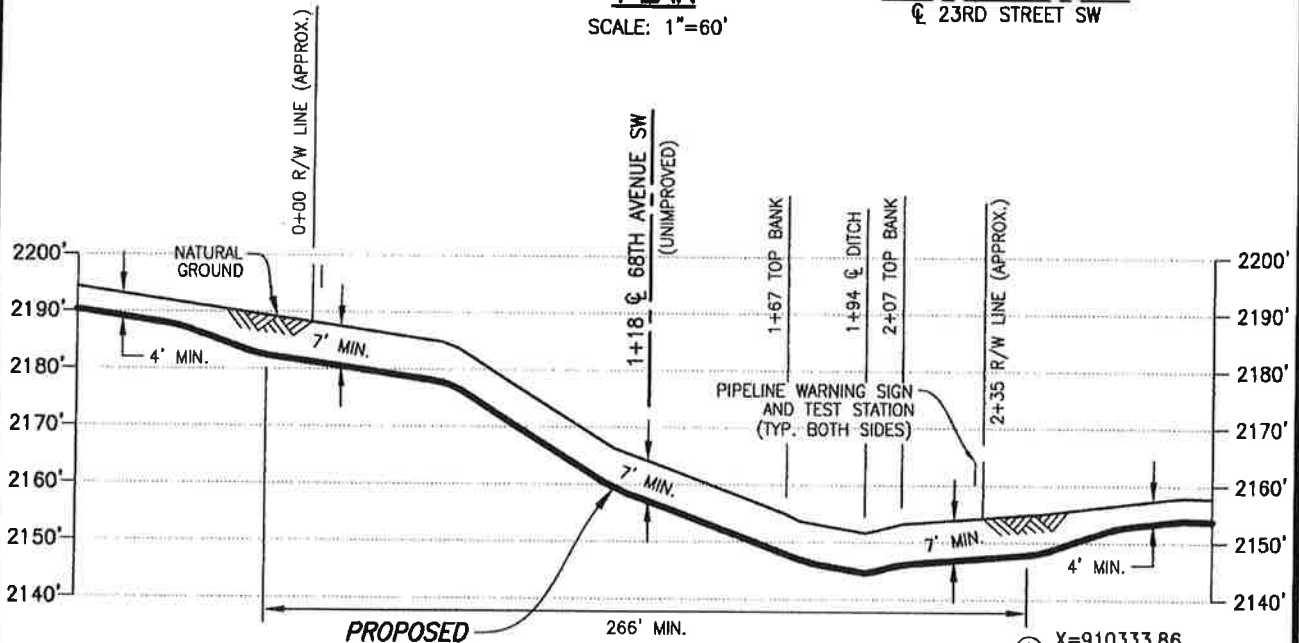 SCALE: 1"=60'
℄ 23RD STREET SW
0+00 R/W LINE (APPROX.)
1+18 ℄ 68TH AVENUE SW
(UNIMPROVED)
1+67 TOP BANK
1+94 ℄ DITCH
2+07 TOP BANK
2+35 R/W LINE (APPROX.)
NATURAL
GROUND
2200'
2190'
2180'
2170'
2160'
2150'
2140'
4' MIN.
7' MIN.
7' MIN.
PIPELINE WARNING SIGN
AND TEST STATION
(TYP. BOTH SIDES)
7' MIN.
4' MIN.
2200'
2190'
2180'
2170'
2160'
2150'
2140'
PROPOSED
266' MIN.
X=910333.86